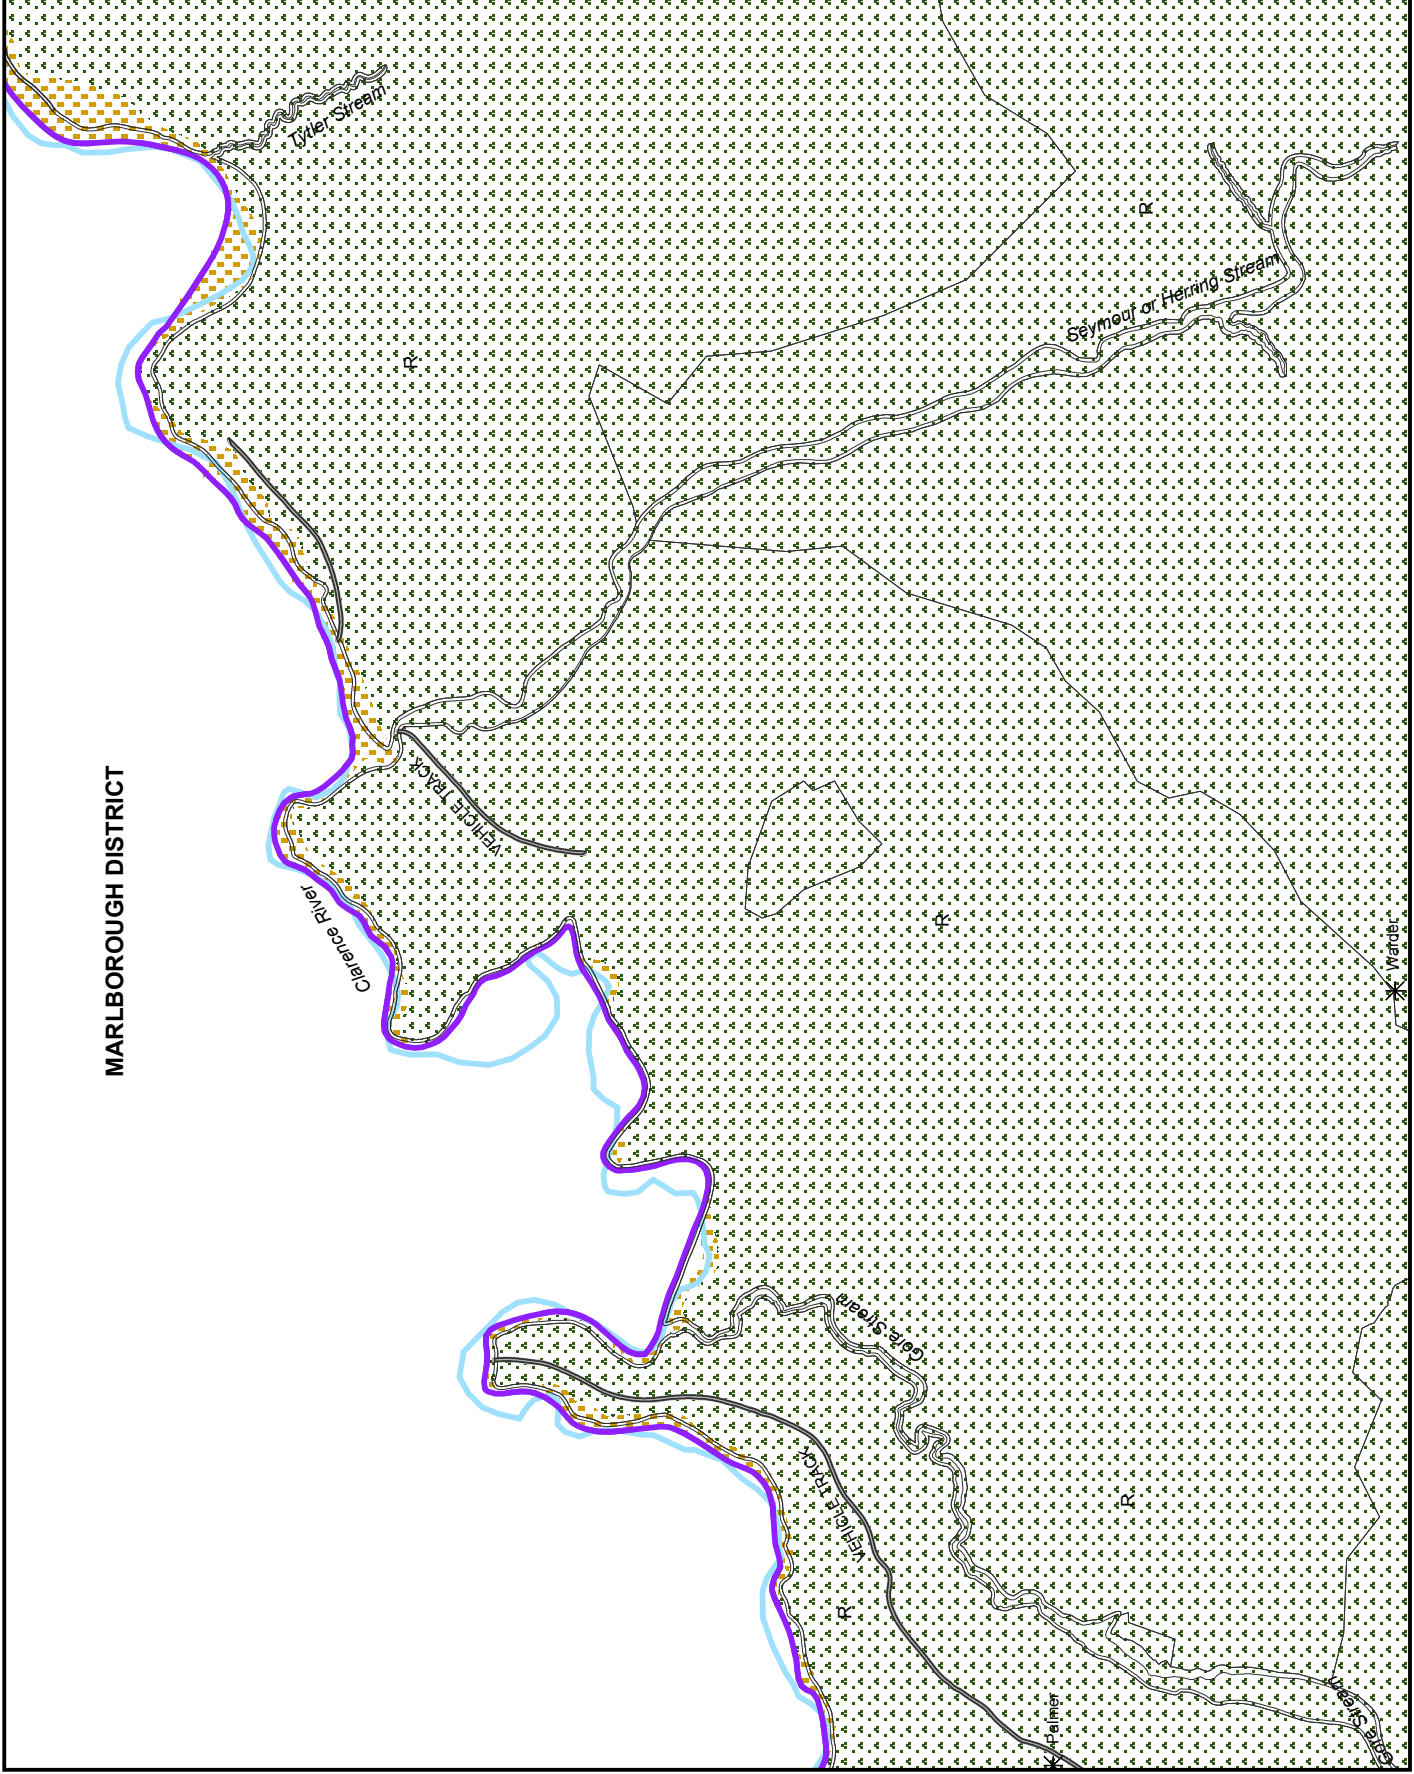 Tytler Stream
R
Seymour or Herring Stream
R
MARLBOROUGH DISTRICT
VEHICLE TRACK
Clarence River
R
Warder
Gore Stream
VEHICLE TRACK
R
R
Palmer
Gore Stream